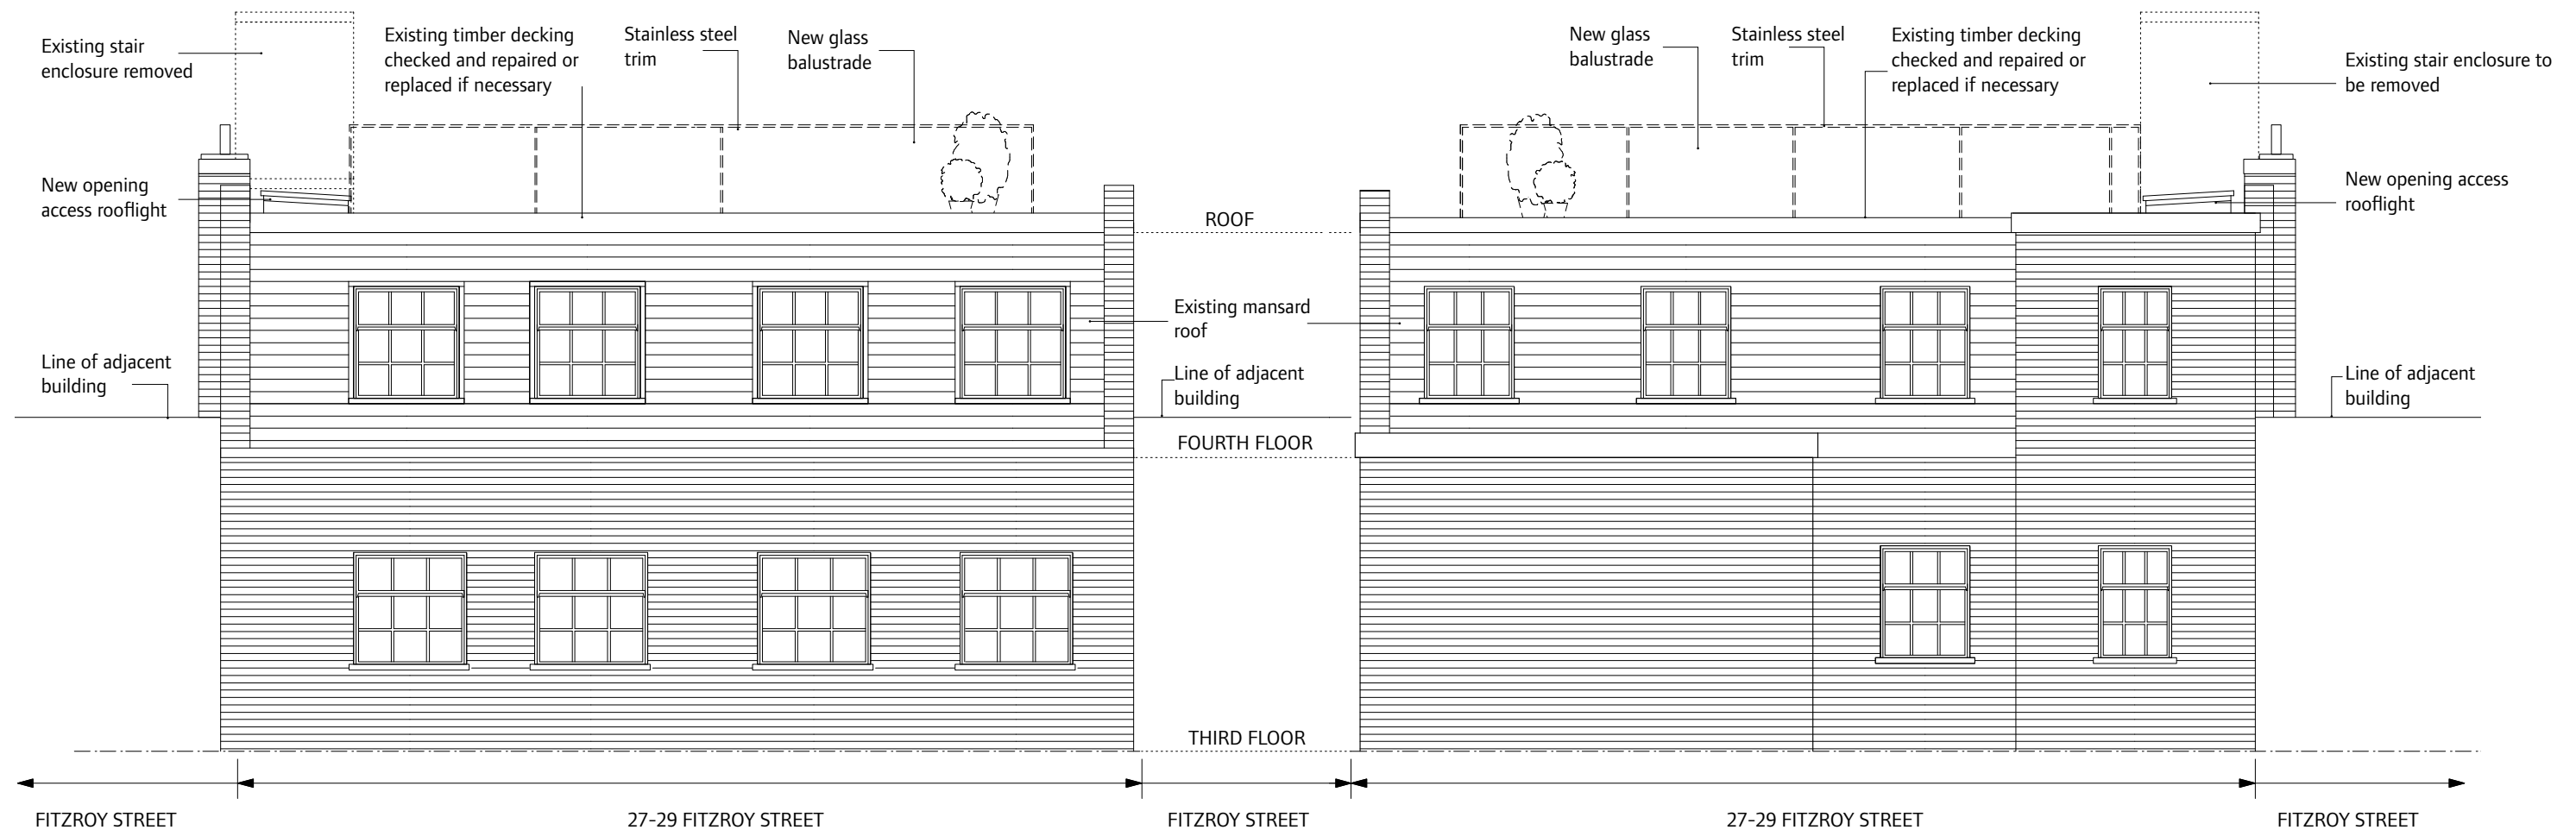 Existing stair
enclosure removed
Existing timber decking
checked and repaired or
replaced if necessary
Stainless steel
trim
New glass
balustrade
New glass
balustrade
Stainless steel
trim
Existing timber decking
checked and repaired or
replaced if necessary
Existing stair enclosure to
be removed
New opening
access rooflight
ROOF
New opening access
rooflight
Existing mansard
roof
Line of adjacent
building
Line of adjacent
building
Line of adjacent
building
FOURTH FLOOR
THIRD FLOOR
FITZROY STREET
27-29 FITZROY STREET
FITZROY STREET
27-29 FITZROY STREET
FITZROY STREET